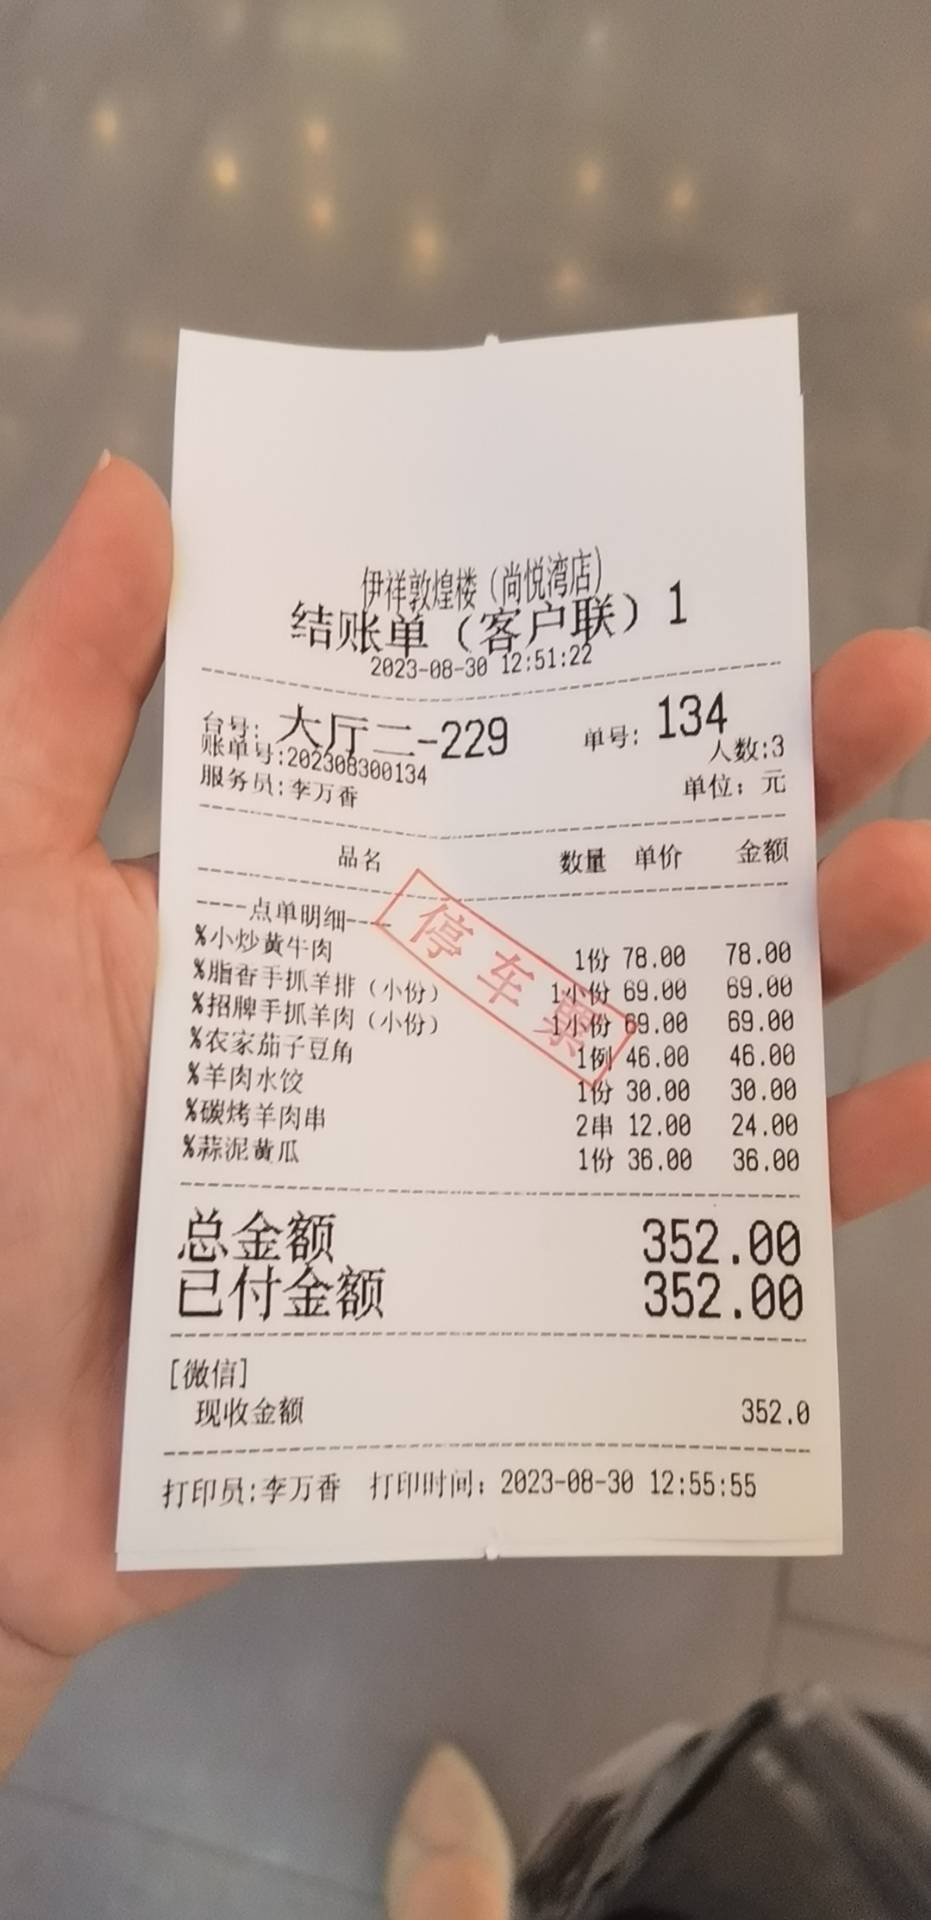 伊祥敦煌楼（尚悦湾店）
结账单（客户联）1
2023-08-30 12:51:22
台号: 大厅二-229 单号: 134
账单号:202308300134 人数:3
服务员:李万香 单位: 元
品名 数量 单价 金额
----点单明细----
%小炒黄牛肉 1份 78.00 78.00
%脂香手抓羊排（小份） 1小份 69.00 69.00
%招牌手抓羊肉（小份） 1小份 69.00 69.00
%农家茄子豆角 1例 46.00 46.00
%羊肉水饺 1份 30.00 30.00
%碳烤羊肉串 2串 12.00 24.00
%蒜泥黄瓜 1份 36.00 36.00
停车票
总金额 352.00
已付金额 352.00
[微信]
现收金额 352.0
打印员:李万香 打印时间: 2023-08-30 12:55:55